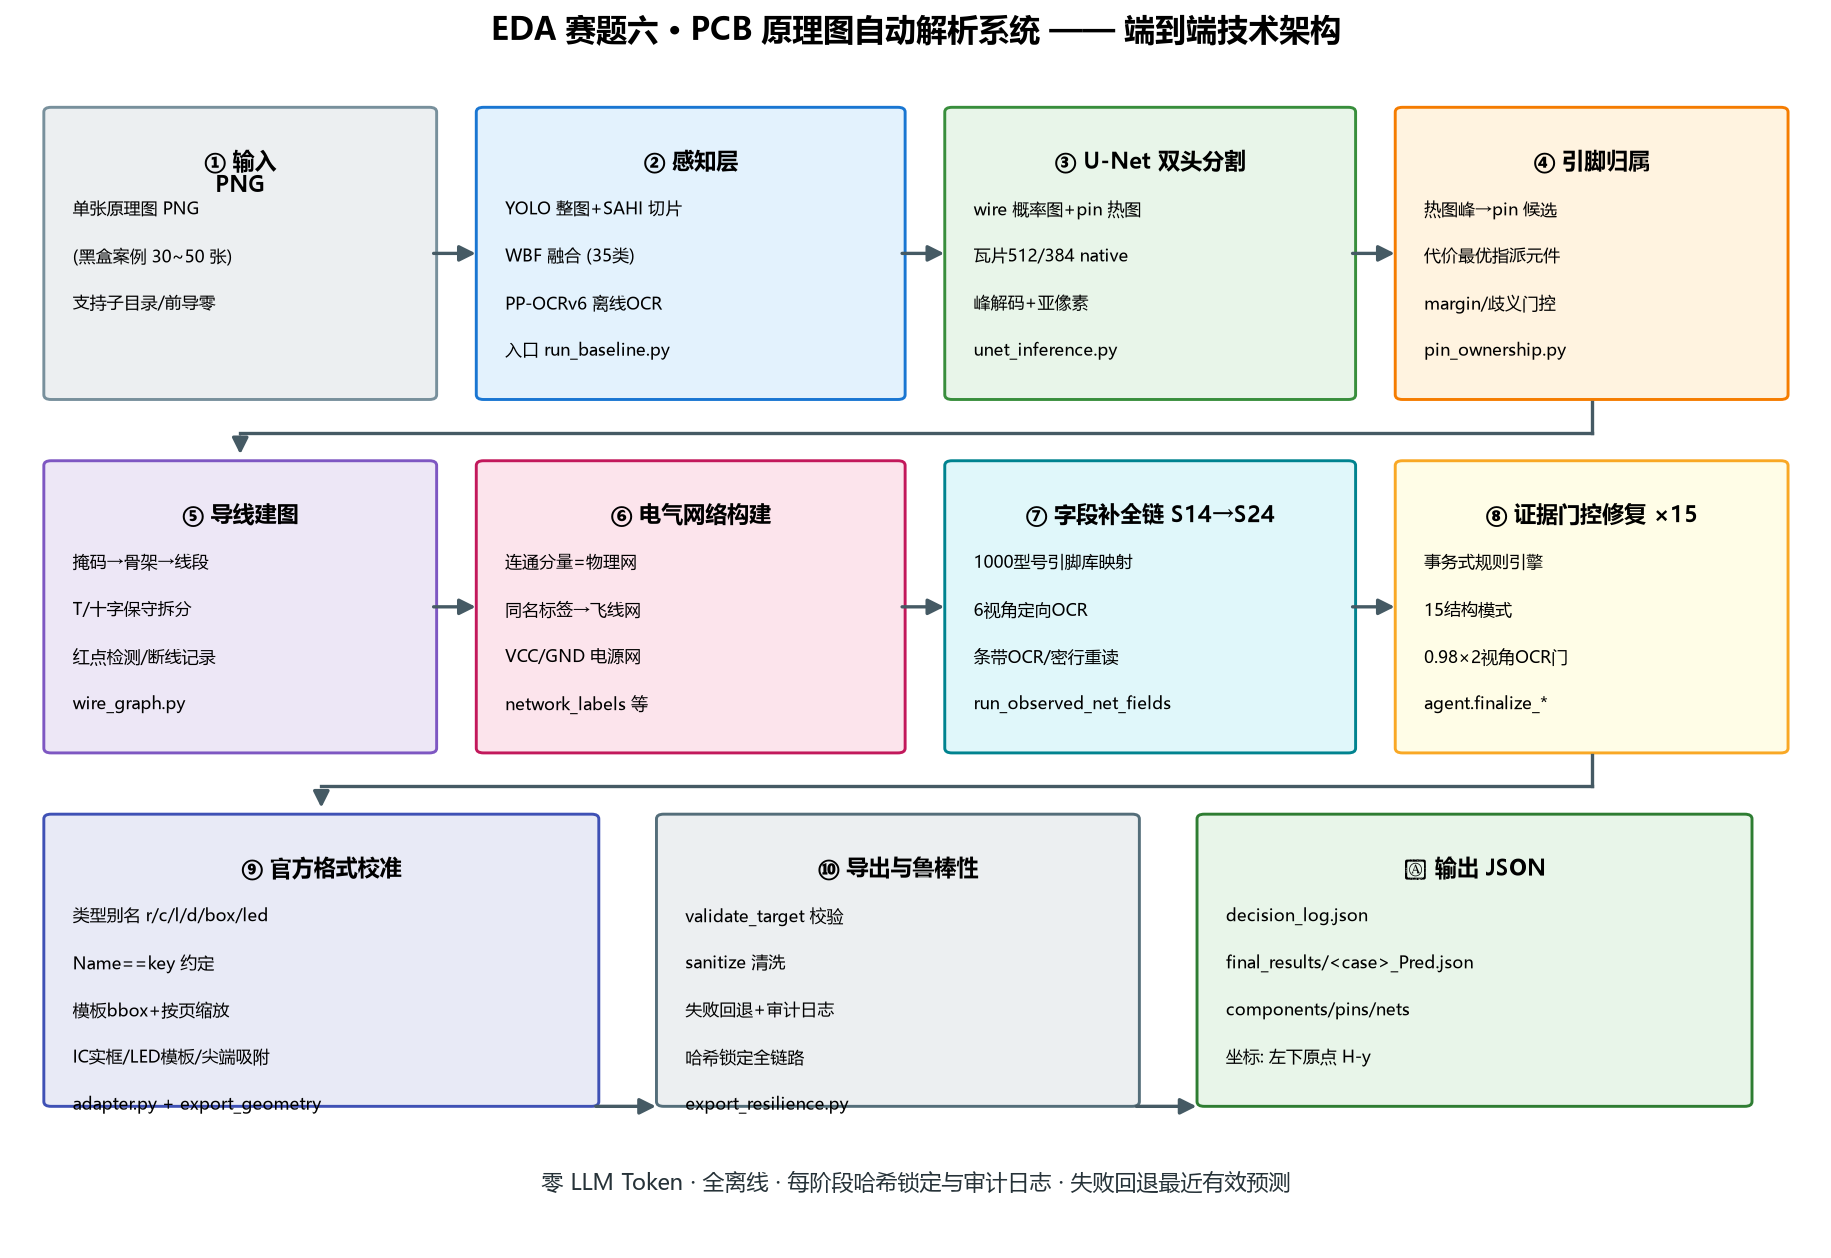 EDA 赛题六 • PCB 原理图自动解析系统 —— 端到端技术架构
① 输入
PNG
单张原理图 PNG
(黑盒案例 30~50 张)
支持子目录/前导零
② 感知层
YOLO 整图+SAHI 切片
WBF 融合 (35类)
PP-OCRv6 离线OCR
入口 run_baseline.py
③ U-Net 双头分割
wire 概率图+pin 热图
瓦片512/384 native
峰解码+亚像素
unet_inference.py
④ 引脚归属
热图峰→pin 候选
代价最优指派元件
margin/歧义门控
pin_ownership.py
⑤ 导线建图
掩码→骨架→线段
T/十字保守拆分
红点检测/断线记录
wire_graph.py
⑥ 电气网络构建
连通分量=物理网
同名标签→飞线网
VCC/GND 电源网
network_labels 等
⑦ 字段补全链 S14→S24
1000型号引脚库映射
6视角定向OCR
条带OCR/密行重读
run_observed_net_fields
⑧ 证据门控修复 ×15
事务式规则引擎
15结构模式
0.98×2视角OCR门
agent.finalize_*
⑨ 官方格式校准
类型别名 r/c/l/d/box/led
Name==key 约定
模板bbox+按页缩放
IC实框/LED模板/尖端吸附
adapter.py + export_geometry
⑩ 导出与鲁棒性
validate_target 校验
sanitize 清洗
失败回退+审计日志
哈希锁定全链路
export_resilience.py
🄰 输出 JSON
decision_log.json
final_results/<case>_Pred.json
components/pins/nets
坐标: 左下原点 H-y
零 LLM Token · 全离线 · 每阶段哈希锁定与审计日志 · 失败回退最近有效预测